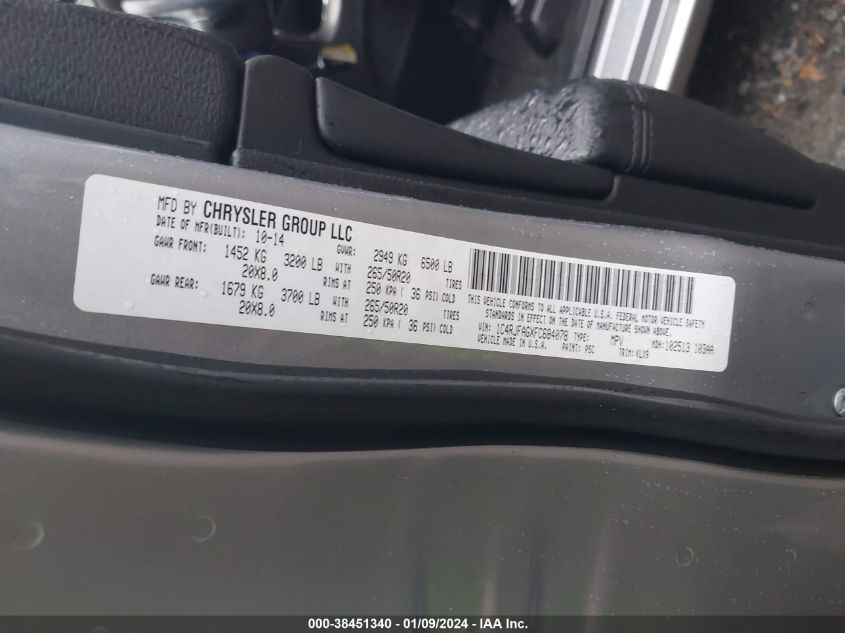 MFD BY CHRYSLER GROUP LLC
DATE OF MFR(BUILT): 10-14 GVWR: 2949 KG 6500 LB
GAWR FRONT: 1452 KG 3200 LB WITH 265/50R20 TIRES
20X8.0 RIMS AT 250 KPA ( 36 PSI) COLD
GAWR REAR: 1679 KG 3700 LB WITH 265/50R20 TIRES
20X8.0 RIMS AT 250 KPA ( 36 PSI) COLD
THIS VEHICLE CONFORMS TO ALL APPLICABLE U.S.A. FEDERAL MOTOR VEHICLE SAFETY
STANDARDS IN EFFECT ON THE DATE OF MANUFACTURE SHOWN ABOVE.
VIN: 1C4RJFAGXFC684078 TYPE: MPV MDH: 102513 103AA
VEHICLE MADE IN U.S.A. PAINT: PSC TRIM: KLX9
000-38451340 - 01/09/2024 - IAA Inc.